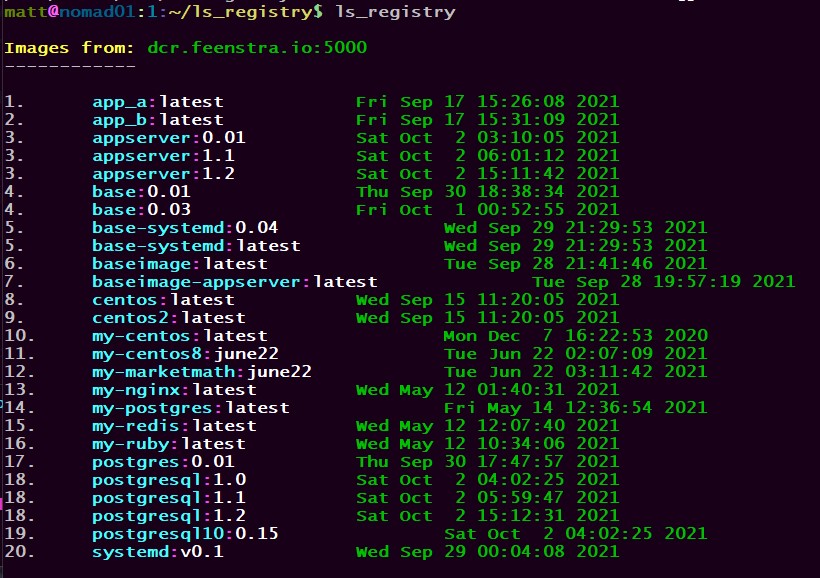 matt@nomad01:1:~/ls_registry$ ls_registry
Images from: dcr.feenstra.io:5000
------------
1. app_a:latest Fri Sep 17 15:26:08 2021
2. app_b:latest Fri Sep 17 15:31:09 2021
3. appserver:0.01 Sat Oct 2 03:10:05 2021
3. appserver:1.1 Sat Oct 2 06:01:12 2021
3. appserver:1.2 Sat Oct 2 15:11:42 2021
4. base:0.01 Thu Sep 30 18:38:34 2021
4. base:0.03 Fri Oct 1 00:52:55 2021
5. base-systemd:0.04 Wed Sep 29 21:29:53 2021
5. base-systemd:latest Wed Sep 29 21:29:53 2021
6. baseimage:latest Tue Sep 28 21:41:46 2021
7. baseimage-appserver:latest Tue Sep 28 19:57:19 2021
8. centos:latest Wed Sep 15 11:20:05 2021
9. centos2:latest Wed Sep 15 11:20:05 2021
10. my-centos:latest Mon Dec 7 16:22:53 2020
11. my-centos8:june22 Tue Jun 22 02:07:09 2021
12. my-marketmath:june22 Tue Jun 22 03:11:42 2021
13. my-nginx:latest Wed May 12 01:40:31 2021
14. my-postgres:latest Fri May 14 12:36:54 2021
15. my-redis:latest Wed May 12 12:07:40 2021
16. my-ruby:latest Wed May 12 10:34:06 2021
17. postgres:0.01 Thu Sep 30 17:47:57 2021
18. postgresql:1.0 Sat Oct 2 04:02:25 2021
18. postgresql:1.1 Sat Oct 2 05:59:47 2021
18. postgresql:1.2 Sat Oct 2 15:12:31 2021
19. postgresql10:0.15 Sat Oct 2 04:02:25 2021
20. systemd:v0.1 Wed Sep 29 00:04:08 2021